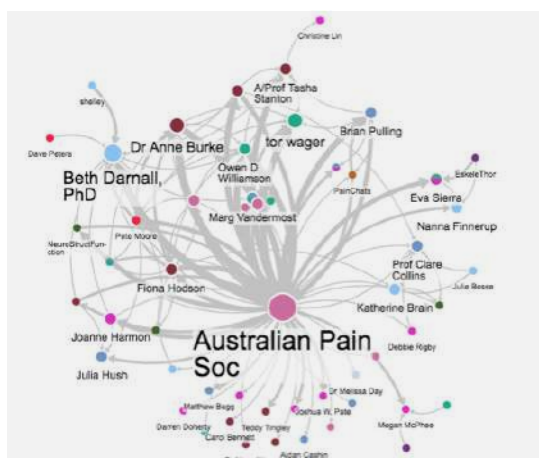 Christine Lin
A/Prof Tasha
Stanton
shelley
Dr Anne Burke
tor wager
Brian Pulling
Dave Peters
Beth Darnall,
PhD
Owen D
Williamson
PainChats
EskeleThor
Eva Sierra
Marg Vandermost
Nanna Finnerup
Pete Moore
NeuroStructFun-
ction
Prof Clare
Collins
Fiona Hodson
Katherine Brain
Joanne Harmon
Australian Pain
Soc
Debbie Rigby
Julia Hush
Dr Melissa Day
Matthew Begg
Joshua W. Pate
Darren Doherty
Teddy Tingley
Caro Bennett
Megan McPhee
Aidan Cashin